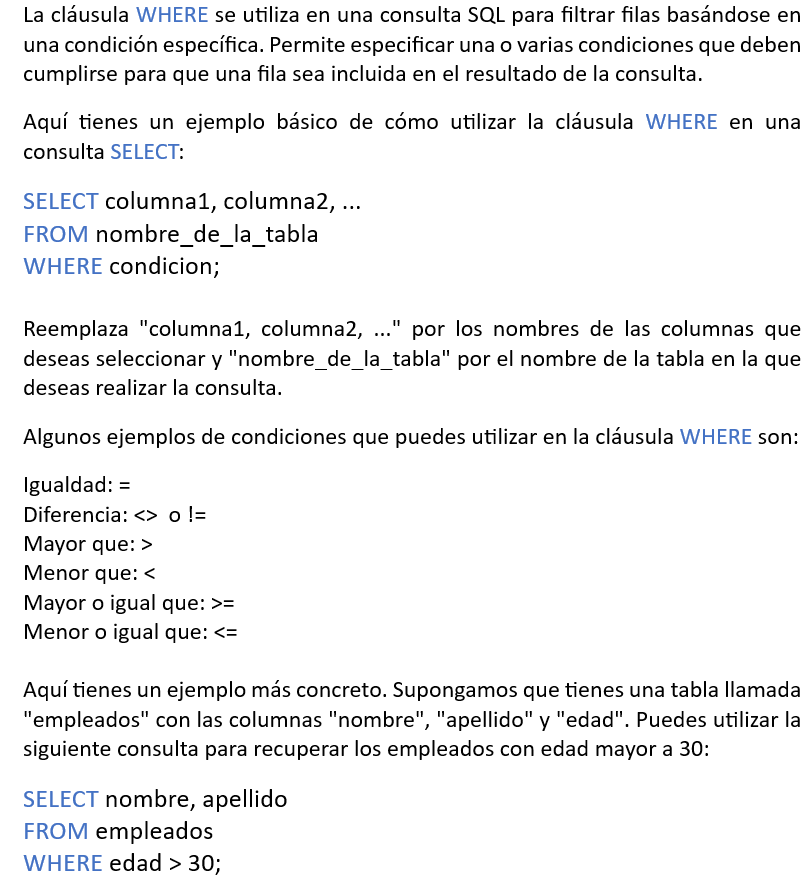 La cláusula WHERE se utiliza en una consulta SQL para filtrar filas basándose en
una condición específica. Permite especificar una o varias condiciones que deben
cumplirse para que una fila sea incluida en el resultado de la consulta.
Aquí tienes un ejemplo básico de cómo utilizar la cláusula WHERE en una
consulta SELECT:
SELECT columna1, columna2, ...
FROM nombre_de_la_tabla
WHERE condicion;
Reemplaza "columna1, columna2, ..." por los nombres de las columnas que
deseas seleccionar y "nombre_de_la_tabla" por el nombre de la tabla en la que
deseas realizar la consulta.
Algunos ejemplos de condiciones que puedes utilizar en la cláusula WHERE son:
Igualdad: =
Diferencia: <> o !=
Mayor que: >
Menor que: <
Mayor o igual que: >=
Menor o igual que: <=
Aquí tienes un ejemplo más concreto. Supongamos que tienes una tabla llamada
"empleados" con las columnas "nombre", "apellido" y "edad". Puedes utilizar la
siguiente consulta para recuperar los empleados con edad mayor a 30:
SELECT nombre, apellido
FROM empleados
WHERE edad > 30;